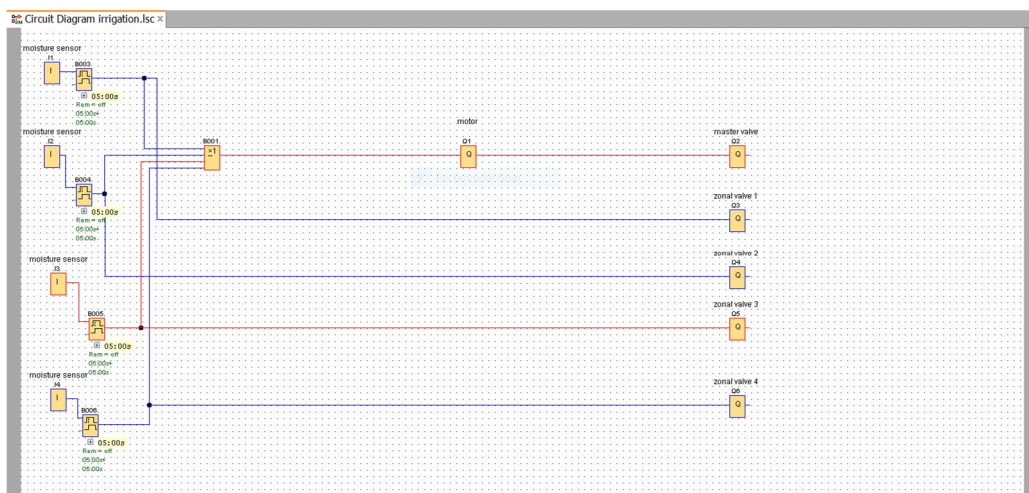 Circuit Diagram irrigation.lsc ×
moisture sensor
I1
I
B003
05:00s
Rem = off
05:00s+
05:00s
motor
moisture sensor
I2
I
B001
≥1
Q1
Q
master valve
Q2
Q
B004
05:00s
Rem = off
05:00s+
05:00s
zonal valve 1
Q3
Q
moisture sensor
I3
I
zonal valve 2
Q4
Q
B005
05:00s
Rem = off
05:00s+
05:00s
zonal valve 3
Q5
Q
moisture sensor
I4
I
zonal valve 4
Q6
Q
B006
05:00s
Rem = off
05:00s+
05:00s